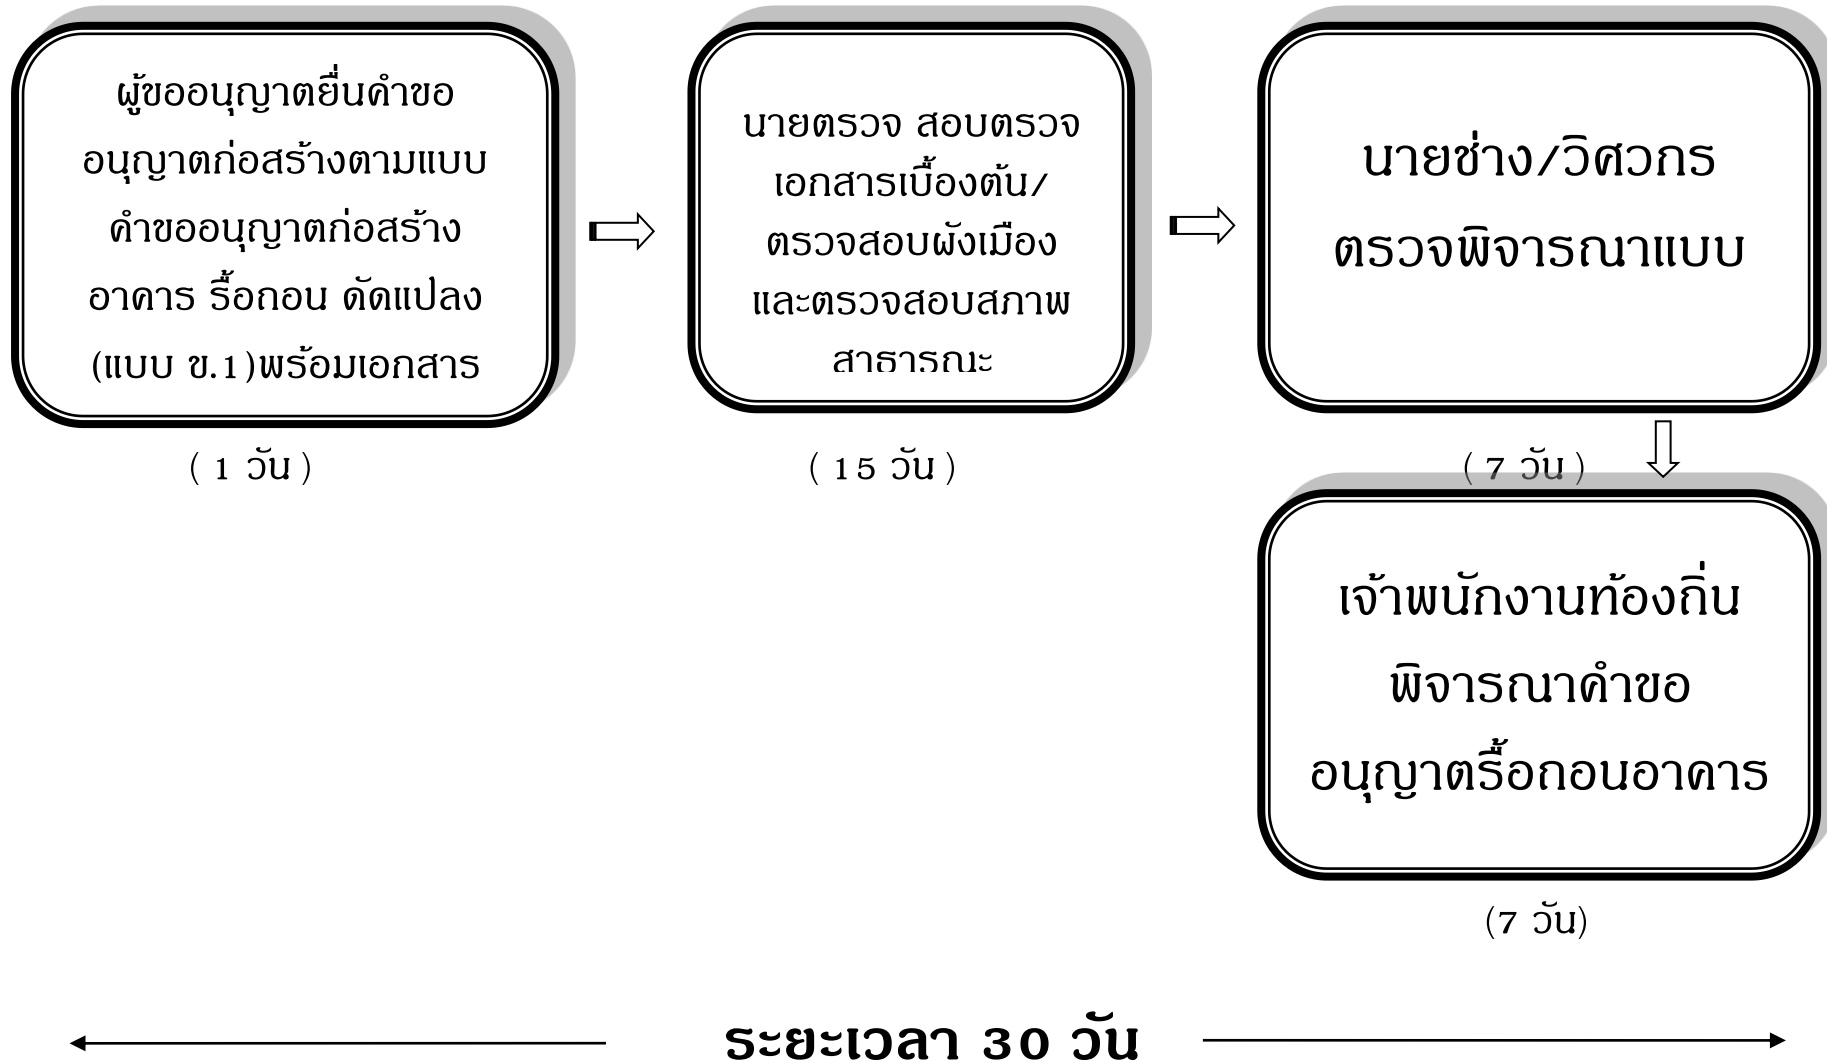 ผู้ขออนุญาตยื่นคำขอ
อนุญาตก่อสร้างตามแบบ
คำขออนุญาตก่อสร้าง
อาคาร รื้อถอน ดัดแปลง
(แบบ ข.1)พร้อมเอกสาร
( 1 วัน )
นายตรวจ สอบตรวจ
เอกสารเบื้องต้น/
ตรวจสอบผังเมือง
และตรวจสอบสภาพ
สาธารณะ
( 15 วัน )
นายช่าง/วิศวกร
ตรวจพิจารณาแบบ
( 7 วัน )
เจ้าพนักงานท้องถิ่น
พิจารณาคำขอ
อนุญาตรื้อถอนอาคาร
(7 วัน)
ระยะเวลา 30 วัน